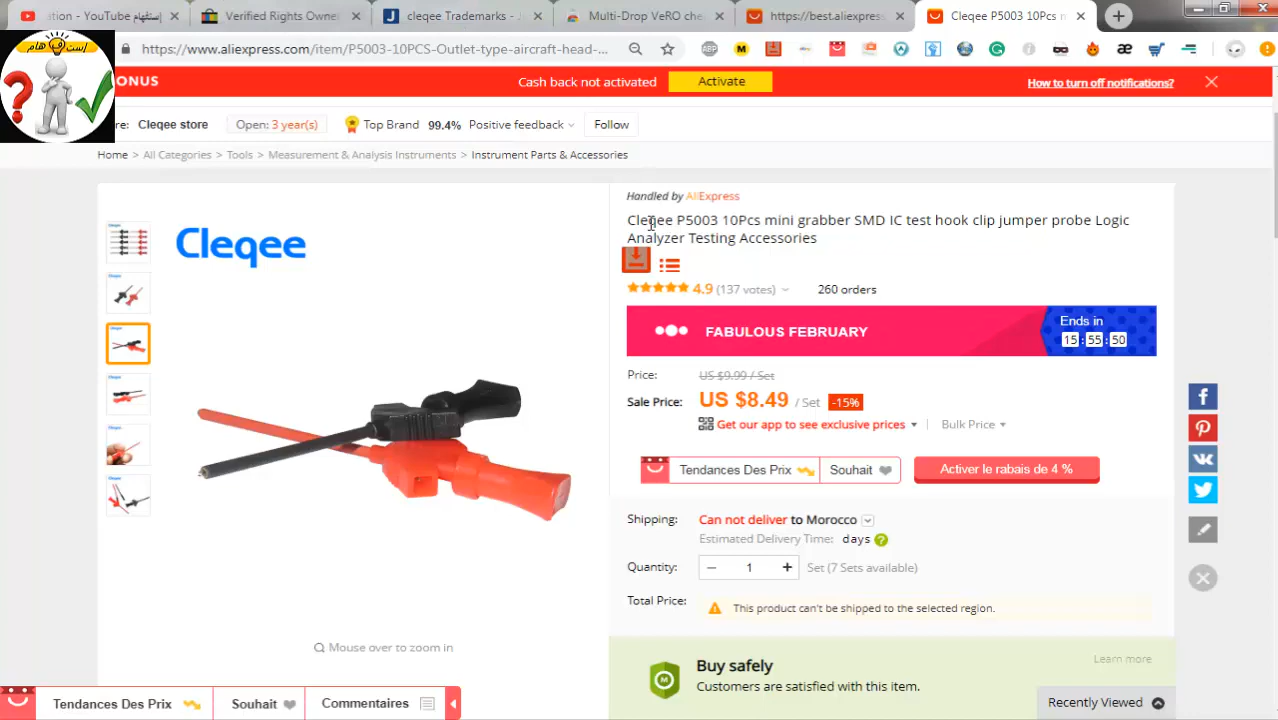 ation - YouTube إستفهام
Verified Rights Owne
cleqee Trademarks - J
Multi-Drop VeRO che
https://best.aliexpress
Cleqee P5003 10Pcs m
https://www.aliexpress.com/item/P5003-10PCS-Outlet-type-aircraft-head-...
ONUS
Cash back not activated
Activate
How to turn off notifications?
re: Cleqee store
Open: 3 year(s)
Top Brand 99.4% Positive feedback
Follow
Home > All Categories > Tools > Measurement & Analysis Instruments > Instrument Parts & Accessories
Handled by AliExpress
Cleqee P5003 10Pcs mini grabber SMD IC test hook clip jumper probe Logic
Analyzer Testing Accessories
Cleqee
4.9 (137 votes) 260 orders
FABULOUS FEBRUARY
Ends in
15 : 55 : 50
Price: US $9.99 / Set
Sale Price: US $8.49 / Set -15%
Get our app to see exclusive prices Bulk Price
Tendances Des Prix Souhait Activer le rabais de 4 %
Shipping: Can not deliver to Morocco
Estimated Delivery Time: days
Quantity: 1 Set (7 Sets available)
Total Price: This product can't be shipped to the selected region.
Mouse over to zoom in
Buy safely
Learn more
Customers are satisfied with this item.
Tendances Des Prix Souhait Commentaires
Recently Viewed